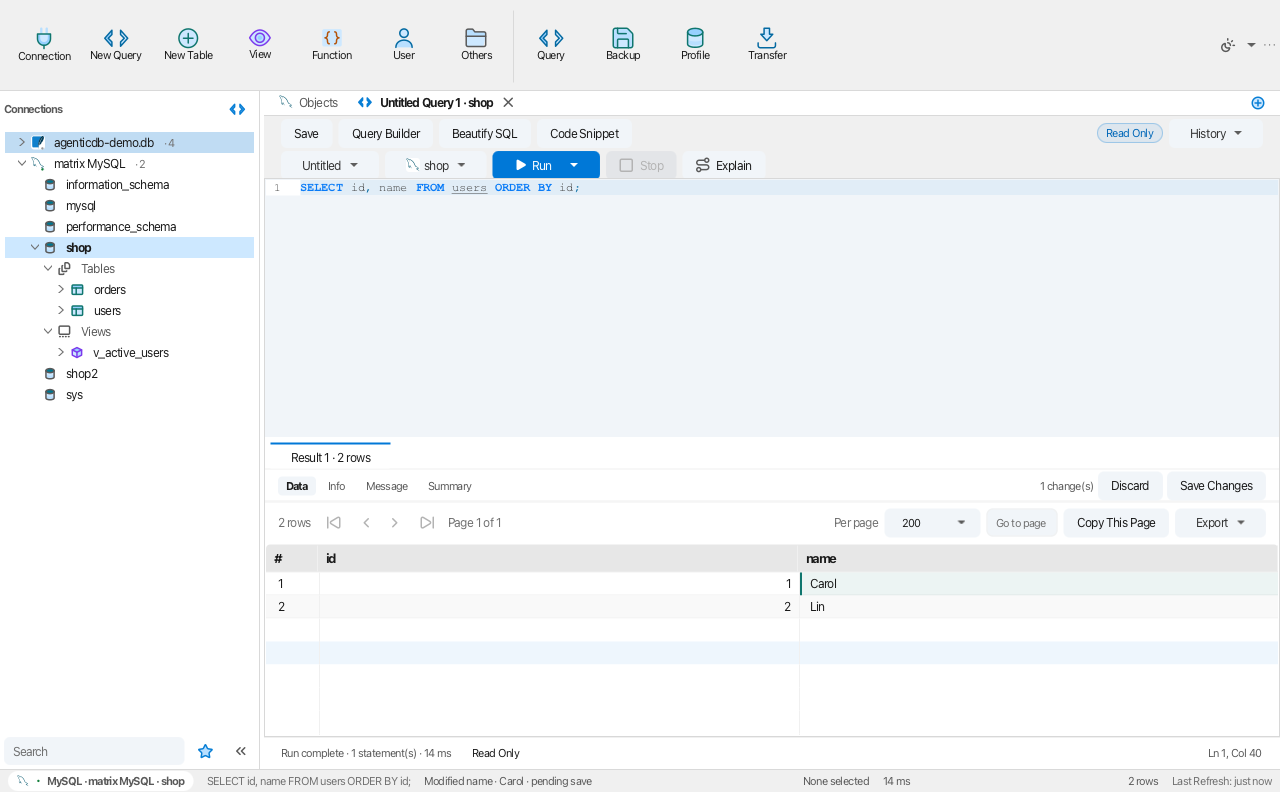 Connection New Query New Table View Function User Others Query Backup Profile Transfer
Connections
Objects Untitled Query 1 · shop
agenticdb-demo.db · 4
matrix MySQL · 2
information_schema
mysql
performance_schema
shop
Tables
orders
users
Views
v_active_users
shop2
sys
Search
Save Query Builder Beautify SQL Code Snippet Read Only History
Untitled shop Run Stop Explain
1 SELECT id, name FROM users ORDER BY id;
Result 1 · 2 rows
Data Info Message Summary 1 change(s) Discard Save Changes
2 rows Page 1 of 1 Per page 200 Go to page Copy This Page Export
# id name
1 1 Carol
2 2 Lin
Run complete · 1 statement(s) · 14 ms Read Only Ln 1, Col 40
MySQL · matrix MySQL · shop SELECT id, name FROM users ORDER BY id; Modified name · Carol · pending save None selected 14 ms 2 rows Last Refresh: just now